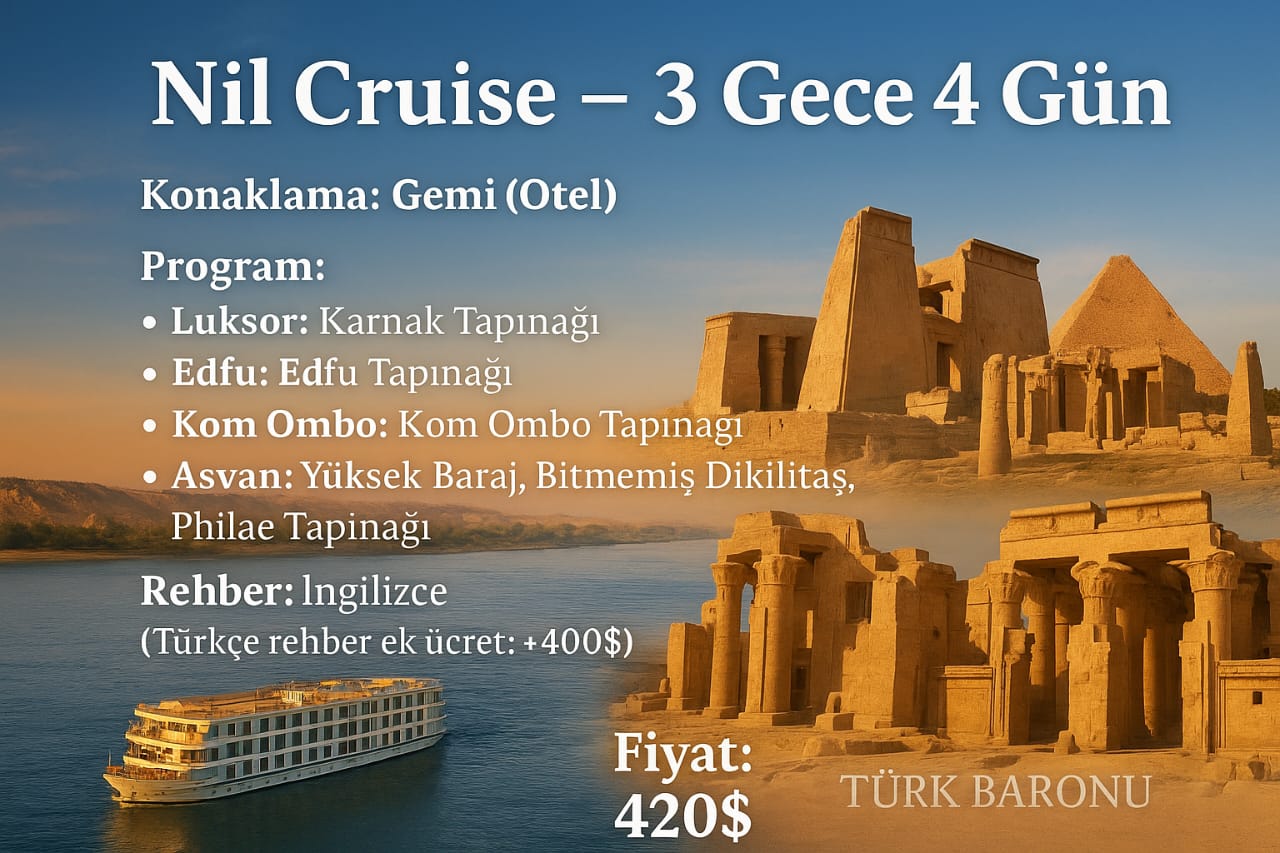 Nil Cruise – 3 Gece 4 Gün
Konaklama: Gemi (Otel)
Program:
• Luksor: Karnak Tapınağı
• Edfu: Edfu Tapınağı
• Kom Ombo: Kom Ombo Tapınagı
• Asvan: Yüksek Baraj, Bitmemiş Dikilitaş,
Philae Tapinağı
Rehber: Ingilizce
(Türkçe rehber ek ücret: +400$)
Fiyat:
420$
TÜRK BARONU